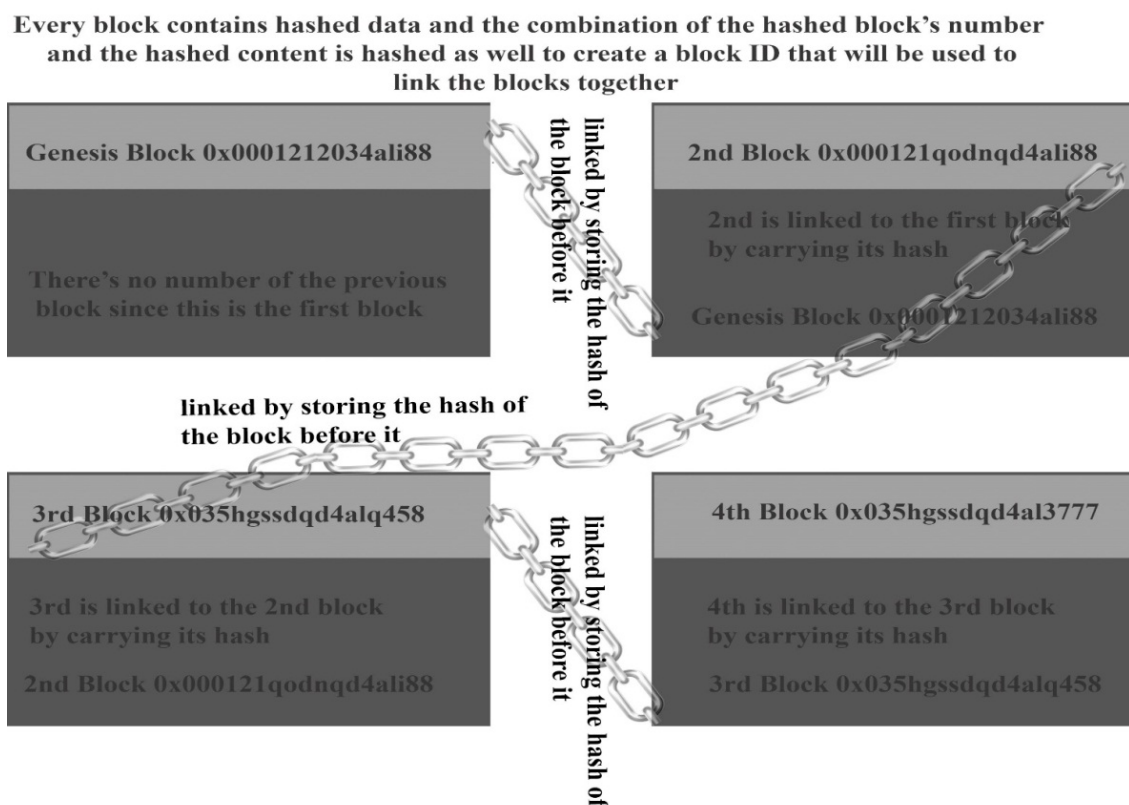 Every block contains hashed data and the combination of the hashed block's number
and the hashed content is hashed as well to create a block ID that will be used to
link the blocks together
Genesis Block 0x0001212034ali88
There's no number of the previous
block since this is the first block
linked by storing the hash of
the block before it
2nd Block 0x000121qodnqd4ali88
2nd is linked to the first block
by carrying its hash
Genesis Block 0x0001212034ali88
linked by storing the hash of
the block before it
3rd Block 0x035hgssdqd4alq458
3rd is linked to the 2nd block
by carrying its hash
2nd Block 0x000121qodnqd4ali88
linked by storing the hash of
the block before it
4th Block 0x035hgssdqd4al3777
4th is linked to the 3rd block
by carrying its hash
3rd Block 0x035hgssdqd4alq458